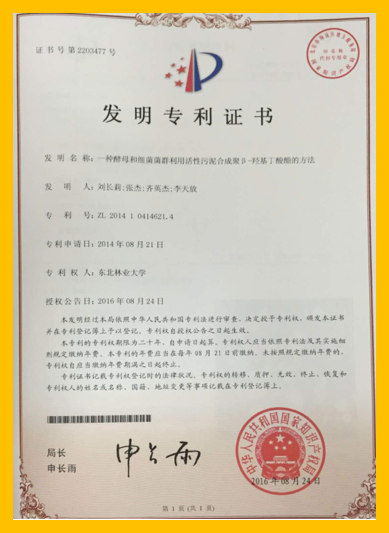 证书号第2203477号
发明专利证书
发明名称：一种酵母和细菌菌群利用活性污泥合成聚β-羟基丁酸酯的方法
发明人：刘长莉;张杰;齐英杰;李天放
专利号：ZL 2014 1 0414621.4
专利申请日：2014年08月21日
专利权人：东北林业大学
授权公告日：2016年08月24日
本发明经过本局依照中华人民共和国专利法进行审查，决定授予专利权，颁发本证书
并在专利登记簿上予以登记。专利权自授权公告之日起生效。
本专利的专利权期限为二十年，自申请日起算。专利权人应当依照专利法及其实施细
则规定缴纳年费。本专利的年费应当在每年08月21日前缴纳。未按照规定缴纳年费的，
专利权自应当缴纳年费期满之日起终止。
专利证书记载专利权登记时的法律状况。专利权的转移、质押、无效、终止、恢复和
专利权人的姓名或名称、国籍、地址变更等事项记载在专利登记簿上。
局长
申长雨
申长雨
中华人民共和国国家知识产权局
2016年08月24日
第1页（共1页）